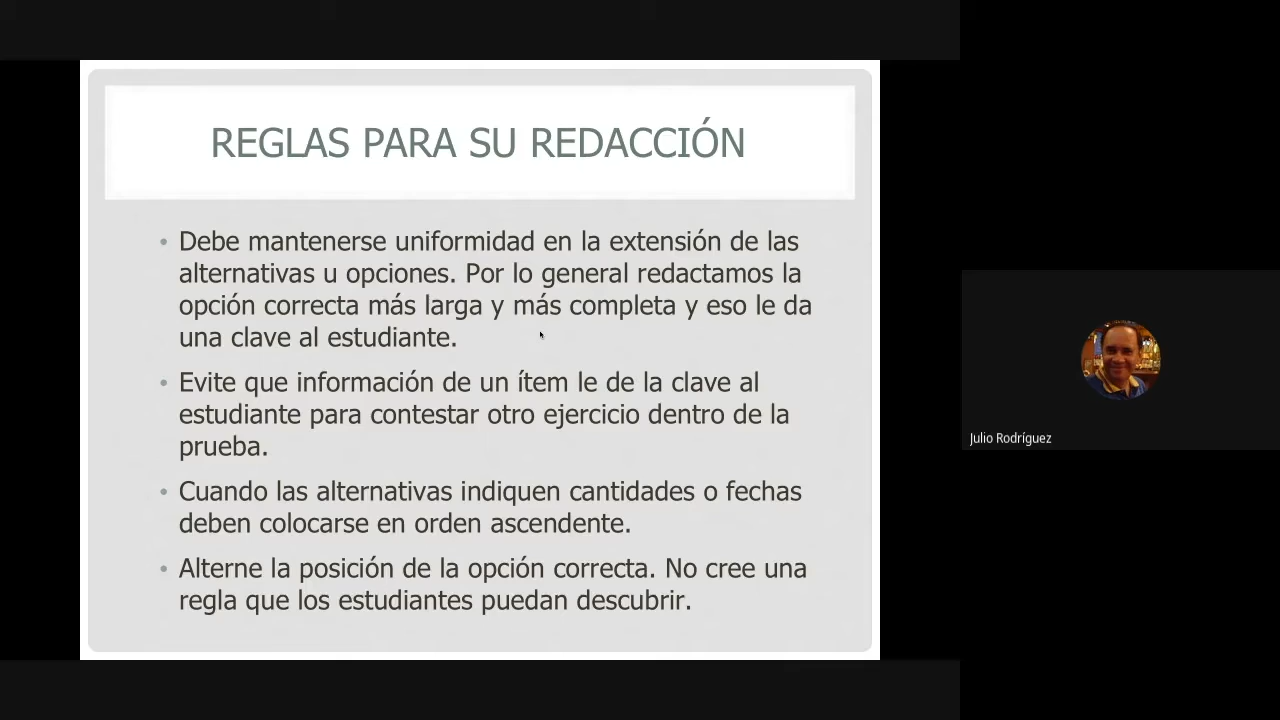 REGLAS PARA SU REDACCIÓN
• Debe mantenerse uniformidad en la extensión de las
alternativas u opciones. Por lo general redactamos la
opción correcta más larga y más completa y eso le da
una clave al estudiante.
• Evite que información de un ítem le de la clave al
estudiante para contestar otro ejercicio dentro de la
prueba.
• Cuando las alternativas indiquen cantidades o fechas
deben colocarse en orden ascendente.
• Alterne la posición de la opción correcta. No cree una
regla que los estudiantes puedan descubrir.
Julio Rodríguez